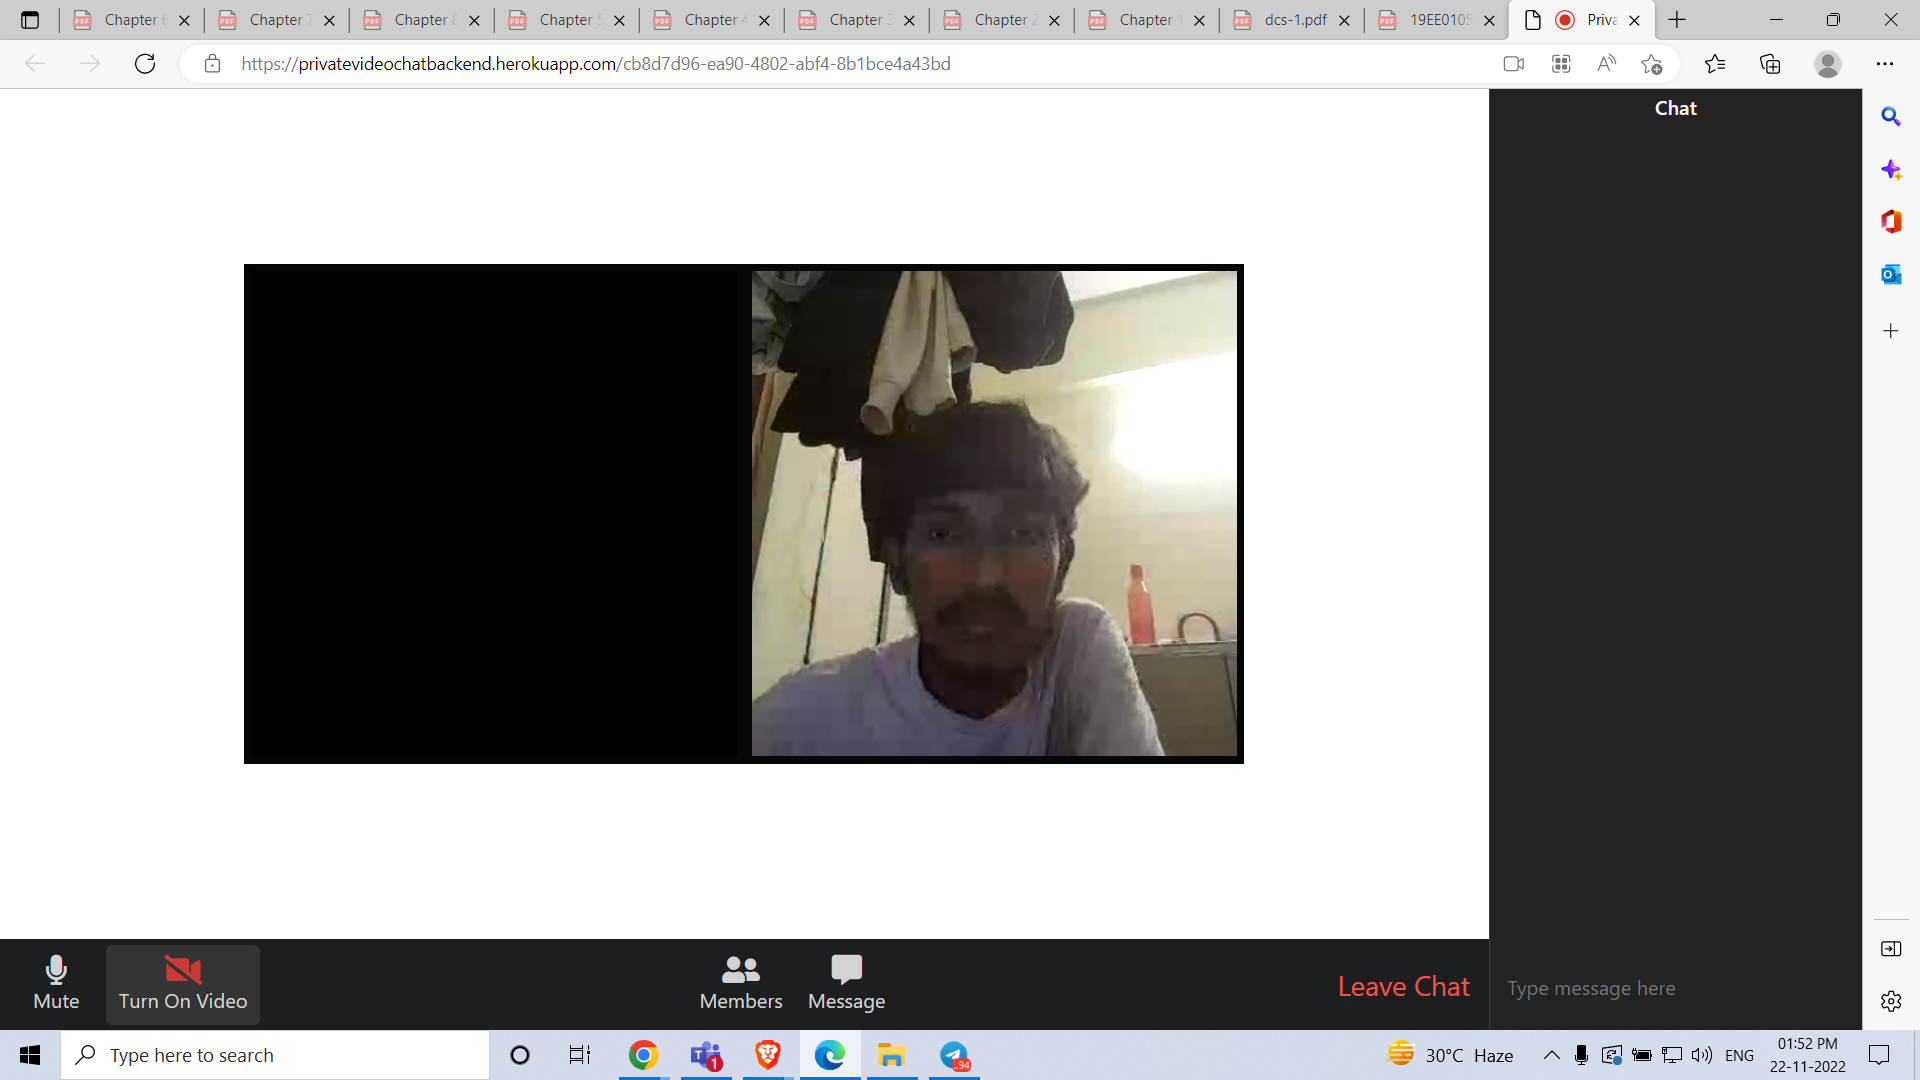 Chapter 6
Chapter 7
Chapter 8
Chapter 5
Chapter 4
Chapter 3
Chapter 2
Chapter 1
dcs-1.pdf
19EE0105
Priva
https://privatevideochatbackend.herokuapp.com/cb8d7d96-ea90-4802-abf4-8b1bce4a43bd
Chat
Mute
Turn On Video
Members
Message
Leave Chat
Type message here
Type here to search
1
..94
30°C Haze
ENG
01:52 PM
22-11-2022